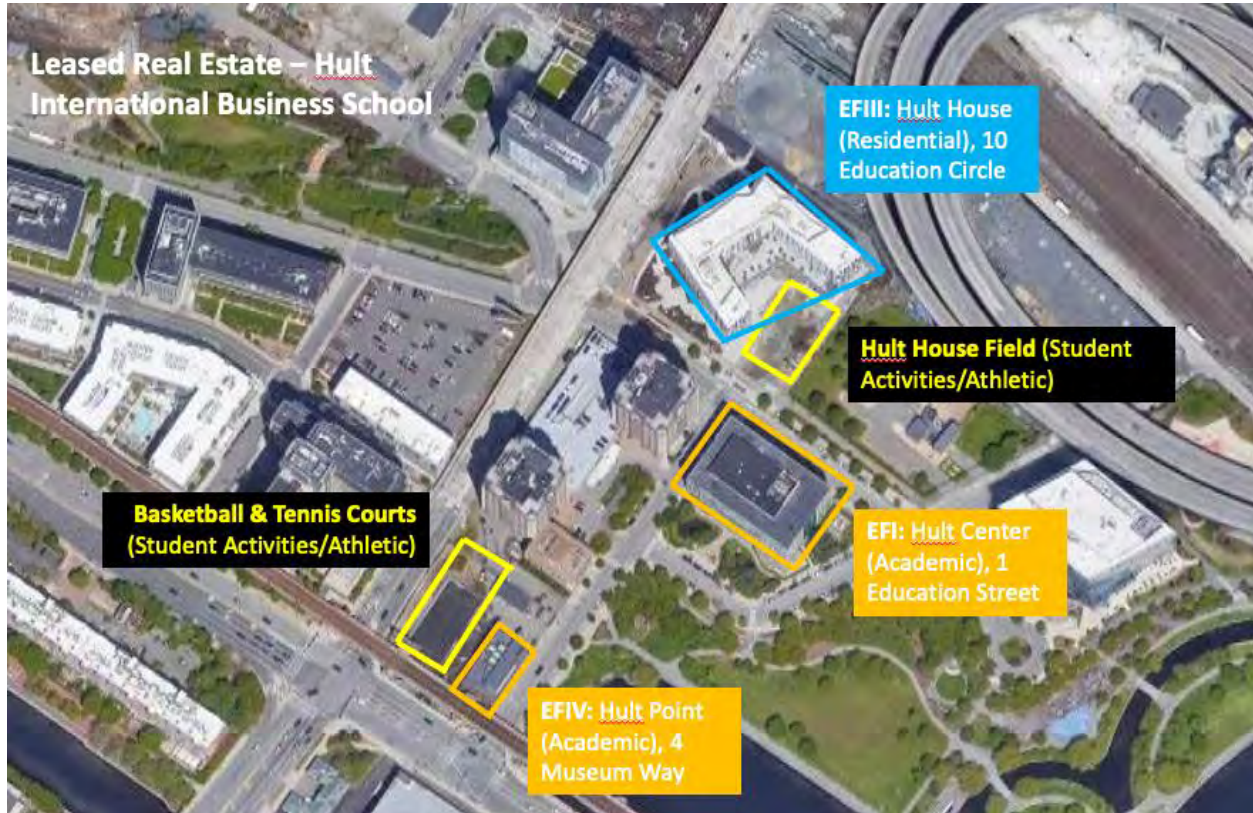 Leased Real Estate – Hult
International Business School
EFIII: Hult House
(Residential), 10
Education Circle
Hult House Field (Student
Activities/Athletic)
Basketball & Tennis Courts
(Student Activities/Athletic)
EFI: Hult Center
(Academic), 1
Education Street
EFIV: Hult Point
(Academic), 4
Museum Way